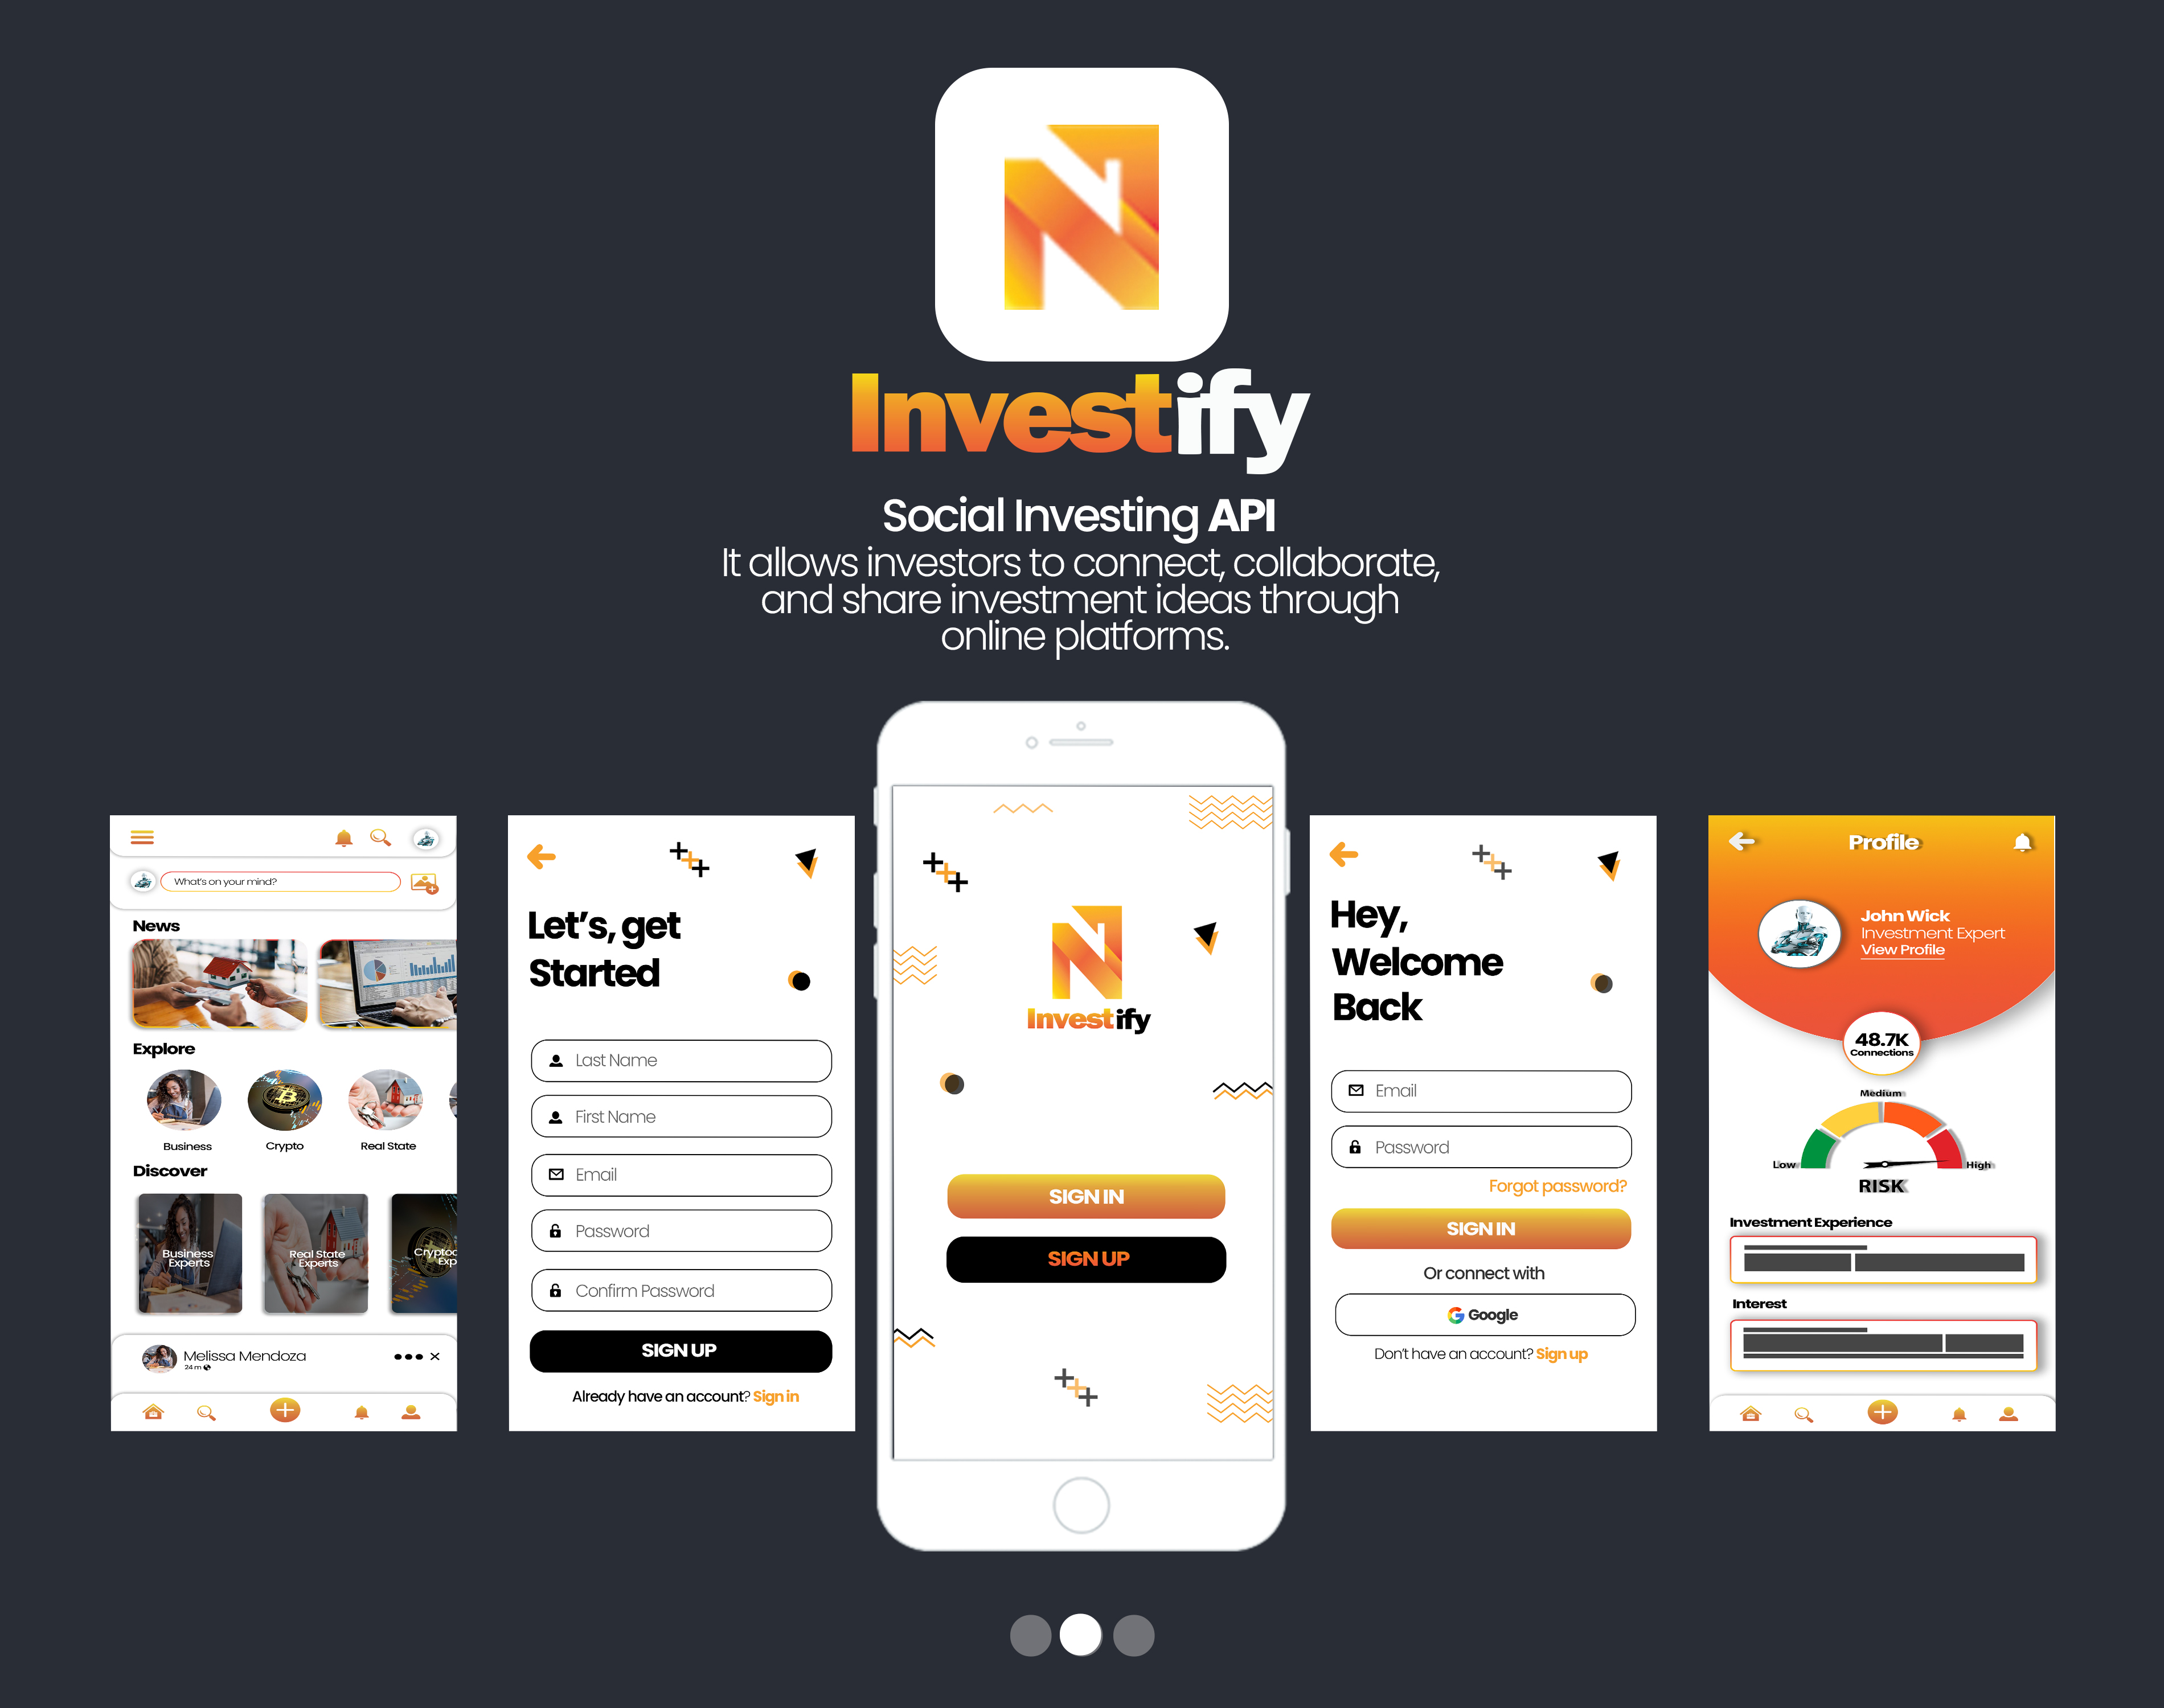 Investify
Social Investing API
It allows investors to connect, collaborate,
and share investment ideas through
online platforms.
What's on your mind?
News
Explore
Business
Crypto
Real State
Discover
Business
Experts
Real State
Experts
Cryptoc
Exp
Melissa Mendoza
24 m
Let's, get
Started
Last Name
First Name
Email
Password
Confirm Password
SIGN UP
Already have an account? Sign in
Investify
SIGN IN
SIGN UP
Hey,
Welcome
Back
Email
Password
Forgot password?
SIGN IN
Or connect with
Google
Don't have an account? Sign up
Profile
John Wick
Investment Expert
View Profile
48.7K
Connections
Medium
Low
High
RISK
Investment Experience
Interest